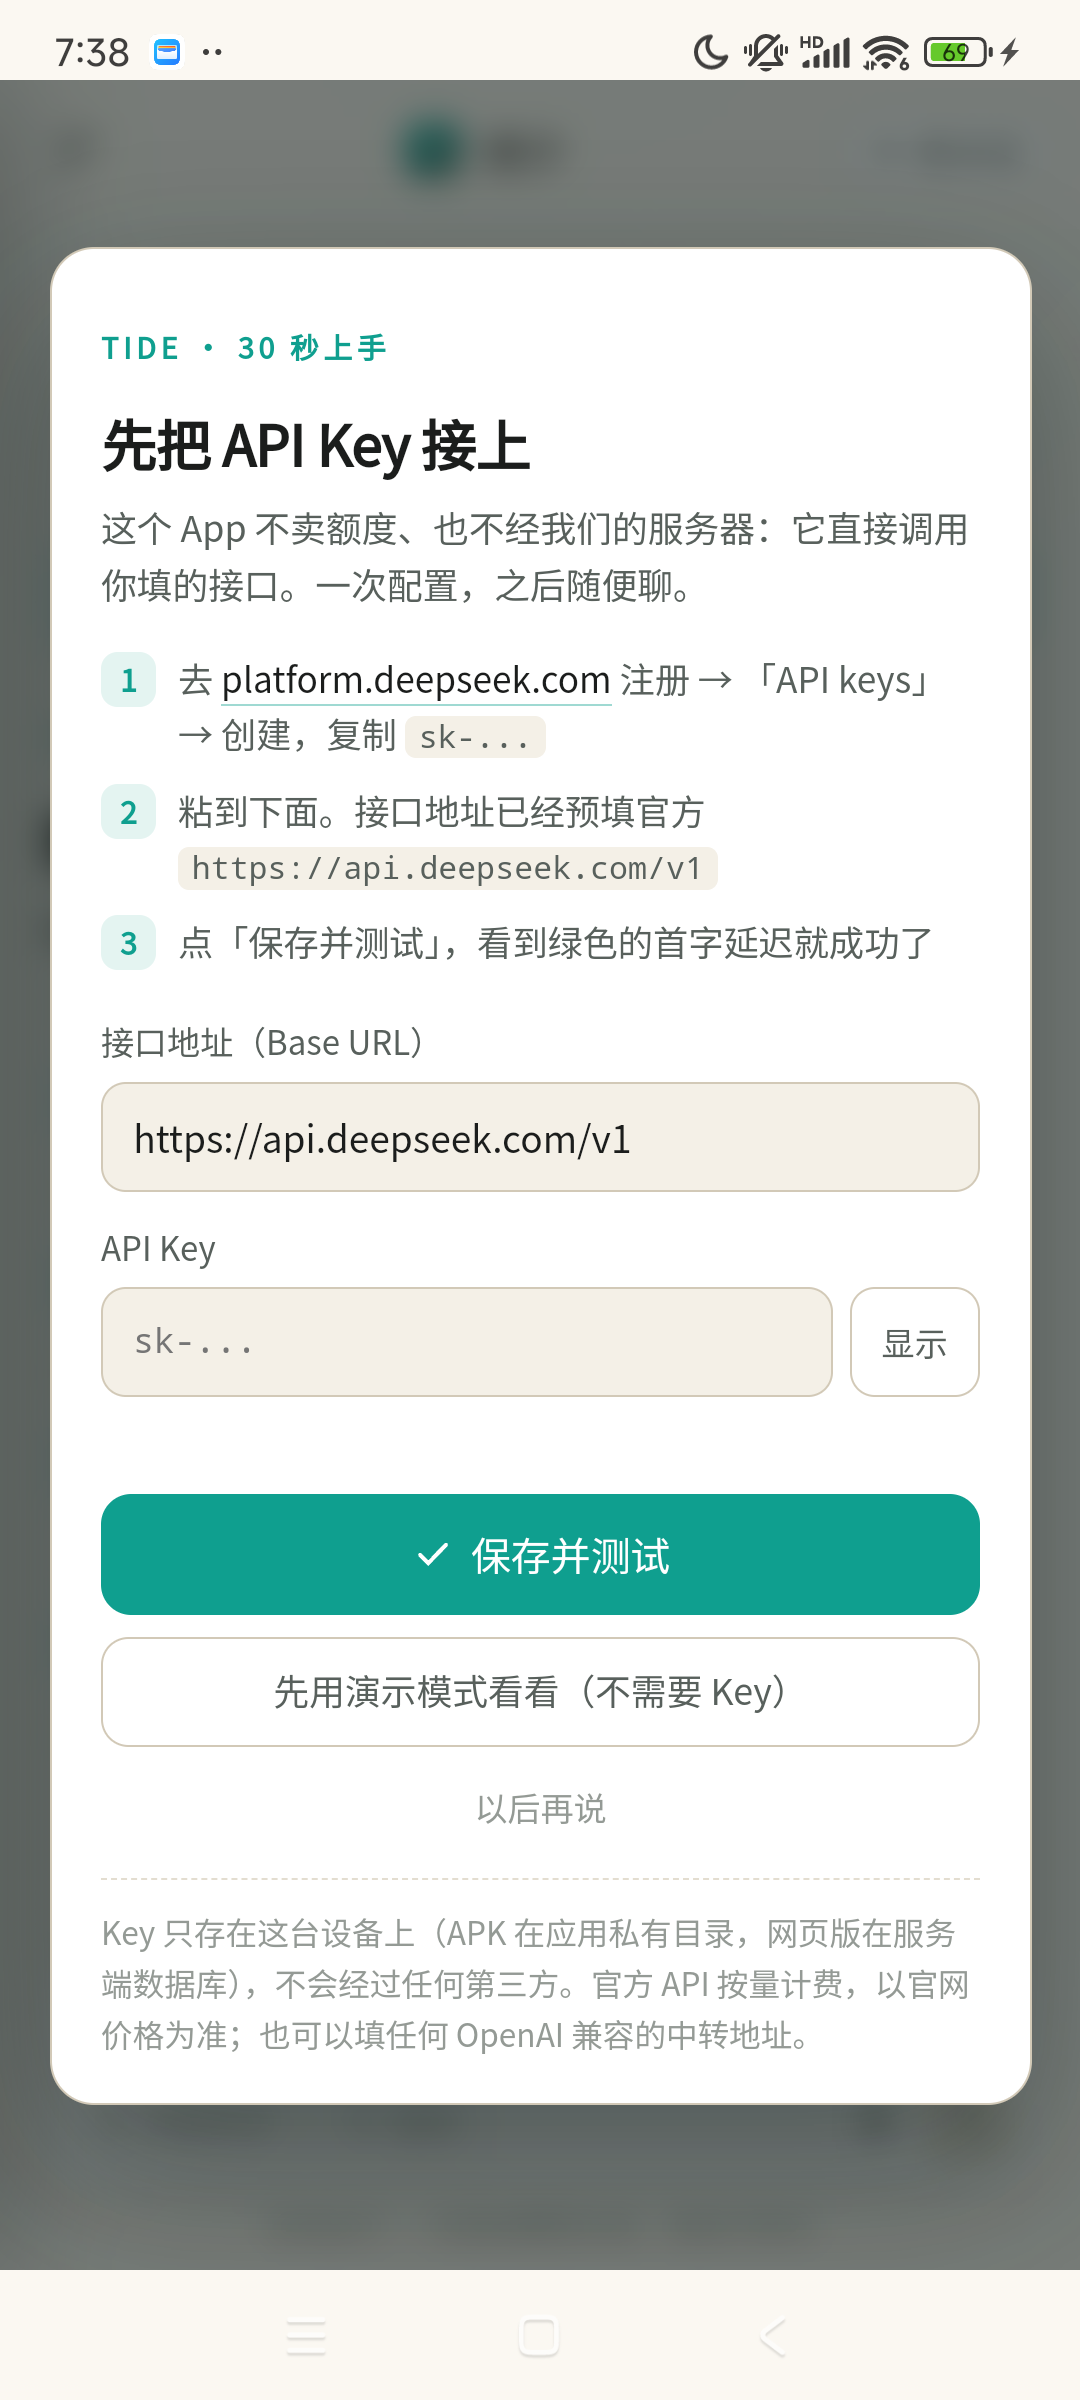 7:38
HD
6
69
TIDE · 30 秒上手
先把 API Key 接上
这个 App 不卖额度、也不经我们的服务器：它直接调用
你填的接口。一次配置，之后随便聊。
1 去 platform.deepseek.com 注册 → 「API keys」
→ 创建，复制 sk-...
2 粘到下面。接口地址已经预填官方
https://api.deepseek.com/v1
3 点「保存并测试」，看到绿色的首字延迟就成功了
接口地址（Base URL）
https://api.deepseek.com/v1
API Key
sk-...
显示
保存并测试
先用演示模式看看（不需要 Key）
以后再说
Key 只存在这台设备上（APK 在应用私有目录，网页版在服务
端数据库），不会经过任何第三方。官方 API 按量计费，以官网
价格为准；也可以填任何 OpenAI 兼容的中转地址。